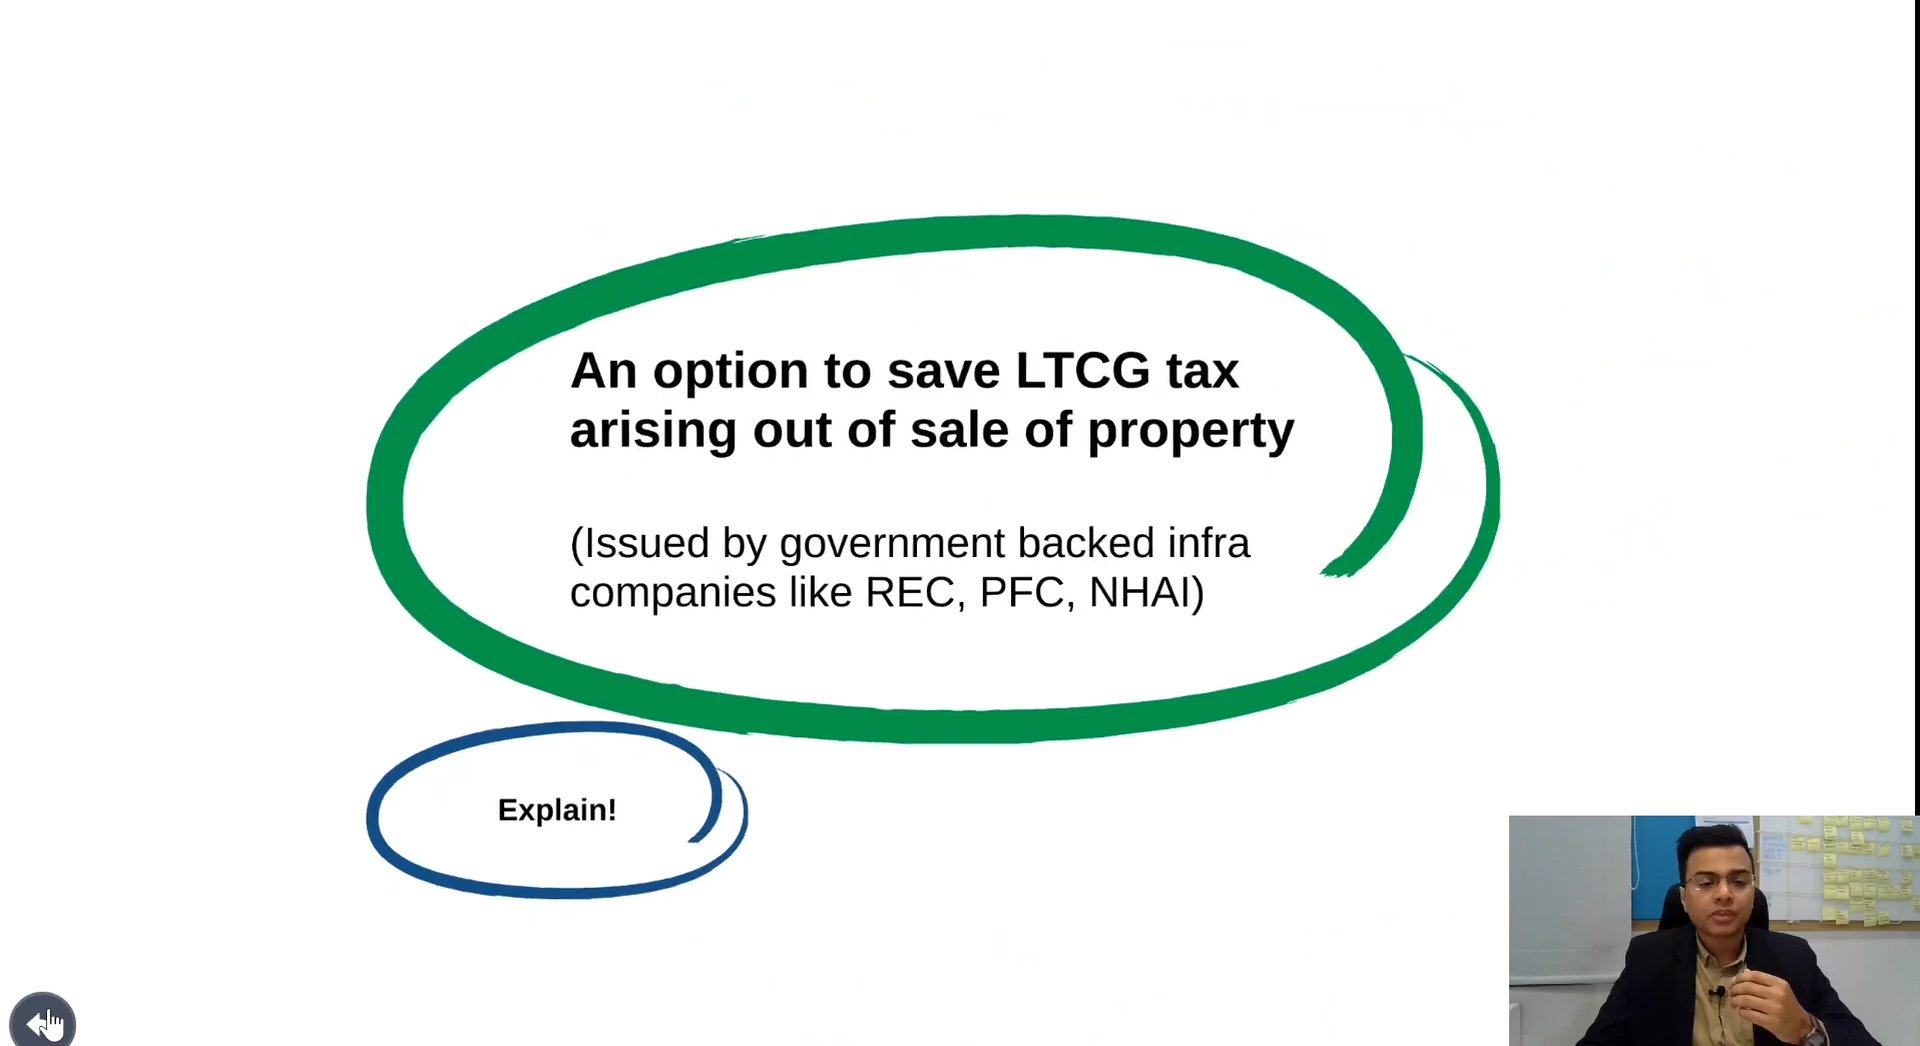 An option to save LTCG tax
arising out of sale of property
(Issued by government backed infra
companies like REC, PFC, NHAI)
Explain!